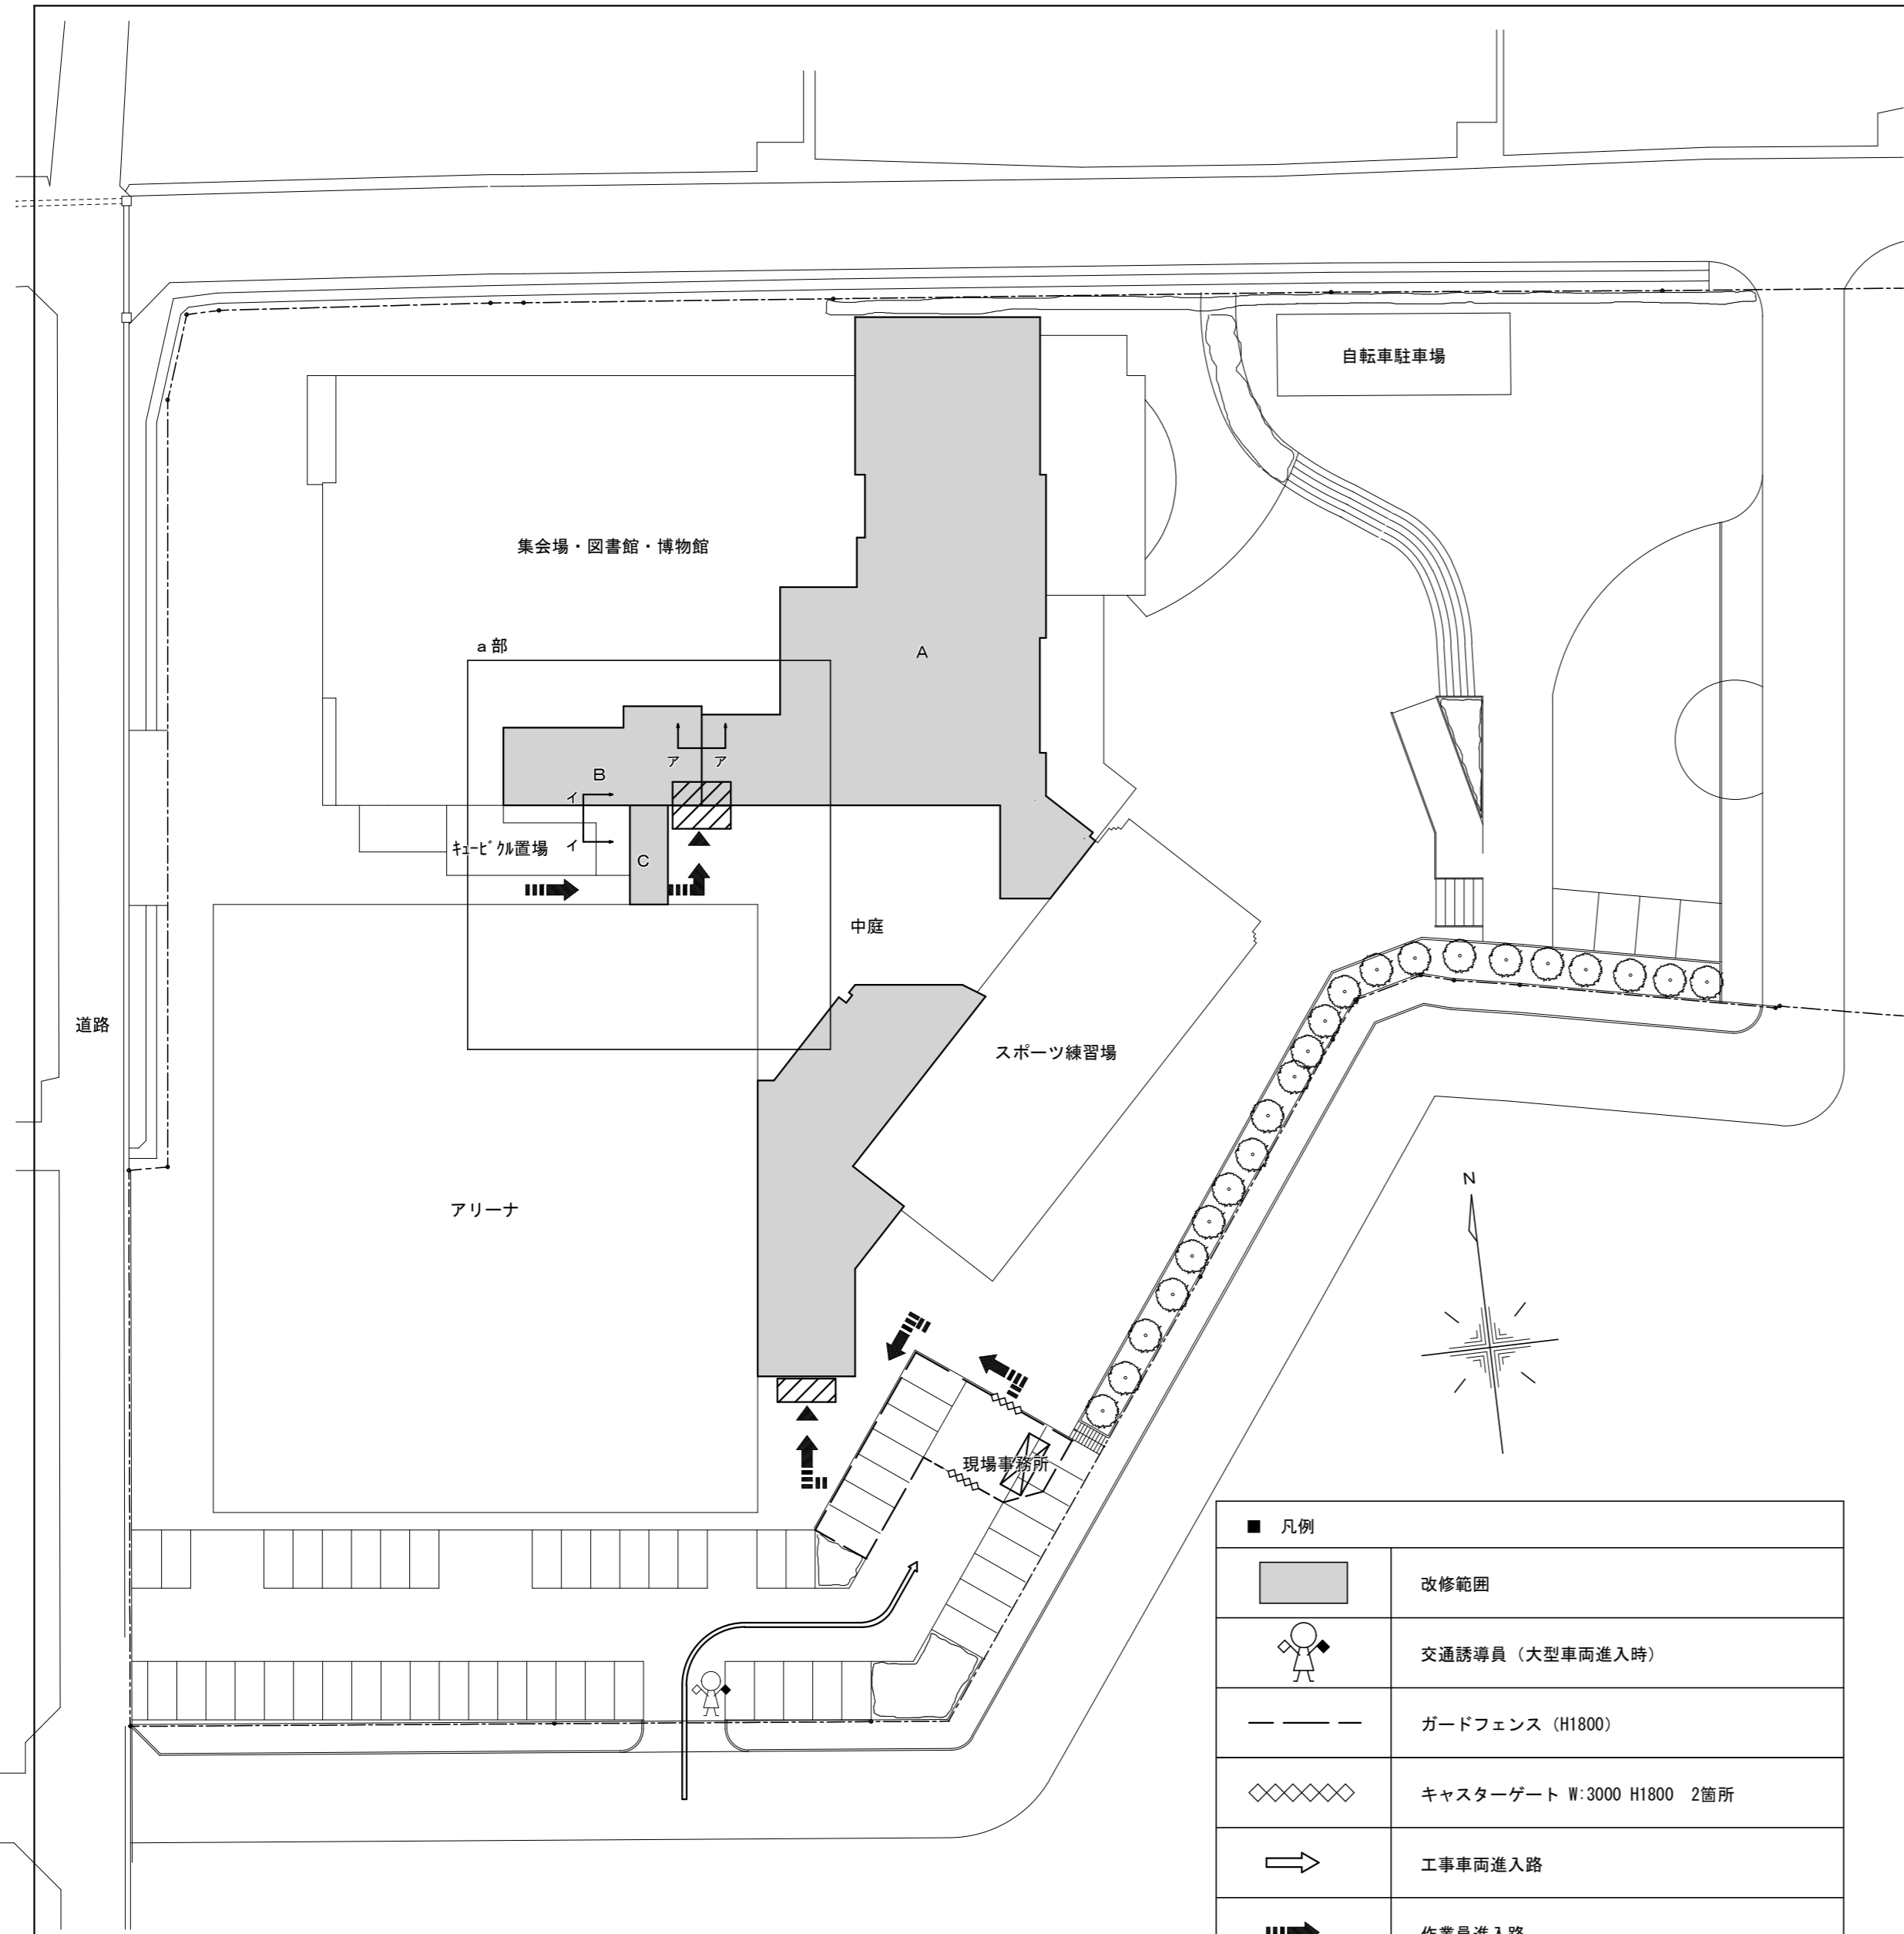 自転車駐車場
集会場・図書館・博物館
a部
A
ア
ア
B
イ
イ
キュービクル置場
C
中庭
道路
スポーツ練習場
アリーナ
N
現場事務所
■ 凡例
改修範囲
交通誘導員（大型車両進入時）
ガードフェンス（H1800）
キャスターゲート W:3000 H1800 2箇所
工事車両進入路
作業員進入路